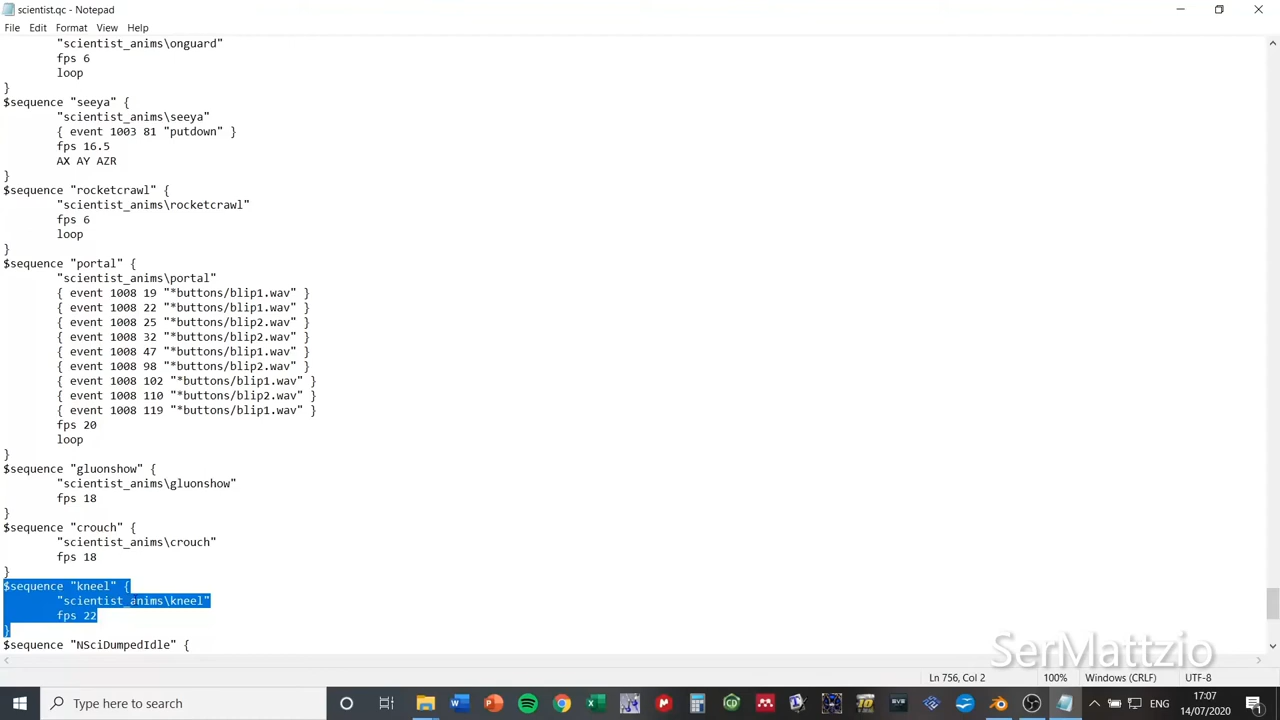 scientist.qc - Notepad
File Edit Format View Help
"scientist_anims\onguard"
fps 6
loop
}
$sequence "seeya" {
"scientist_anims\seeya"
{ event 1003 81 "putdown" }
fps 16.5
AX AY AZR
}
$sequence "rocketcrawl" {
"scientist_anims\rocketcrawl"
fps 6
loop
}
$sequence "portal" {
"scientist_anims\portal"
{ event 1008 19 "*buttons/blip1.wav" }
{ event 1008 22 "*buttons/blip1.wav" }
{ event 1008 25 "*buttons/blip2.wav" }
{ event 1008 32 "*buttons/blip2.wav" }
{ event 1008 47 "*buttons/blip1.wav" }
{ event 1008 98 "*buttons/blip2.wav" }
{ event 1008 102 "*buttons/blip1.wav" }
{ event 1008 110 "*buttons/blip2.wav" }
{ event 1008 119 "*buttons/blip1.wav" }
fps 20
loop
}
$sequence "gluonshow" {
"scientist_anims\gluonshow"
fps 18
}
$sequence "crouch" {
"scientist_anims\crouch"
fps 18
}
$sequence "kneel" {
"scientist_anims\kneel"
fps 22
}
$sequence "NSciDumpedIdle" {
SerMattzio
Ln 756, Col 2 100% Windows (CRLF) UTF-8
Type here to search
ENG
17:07
14/07/2020